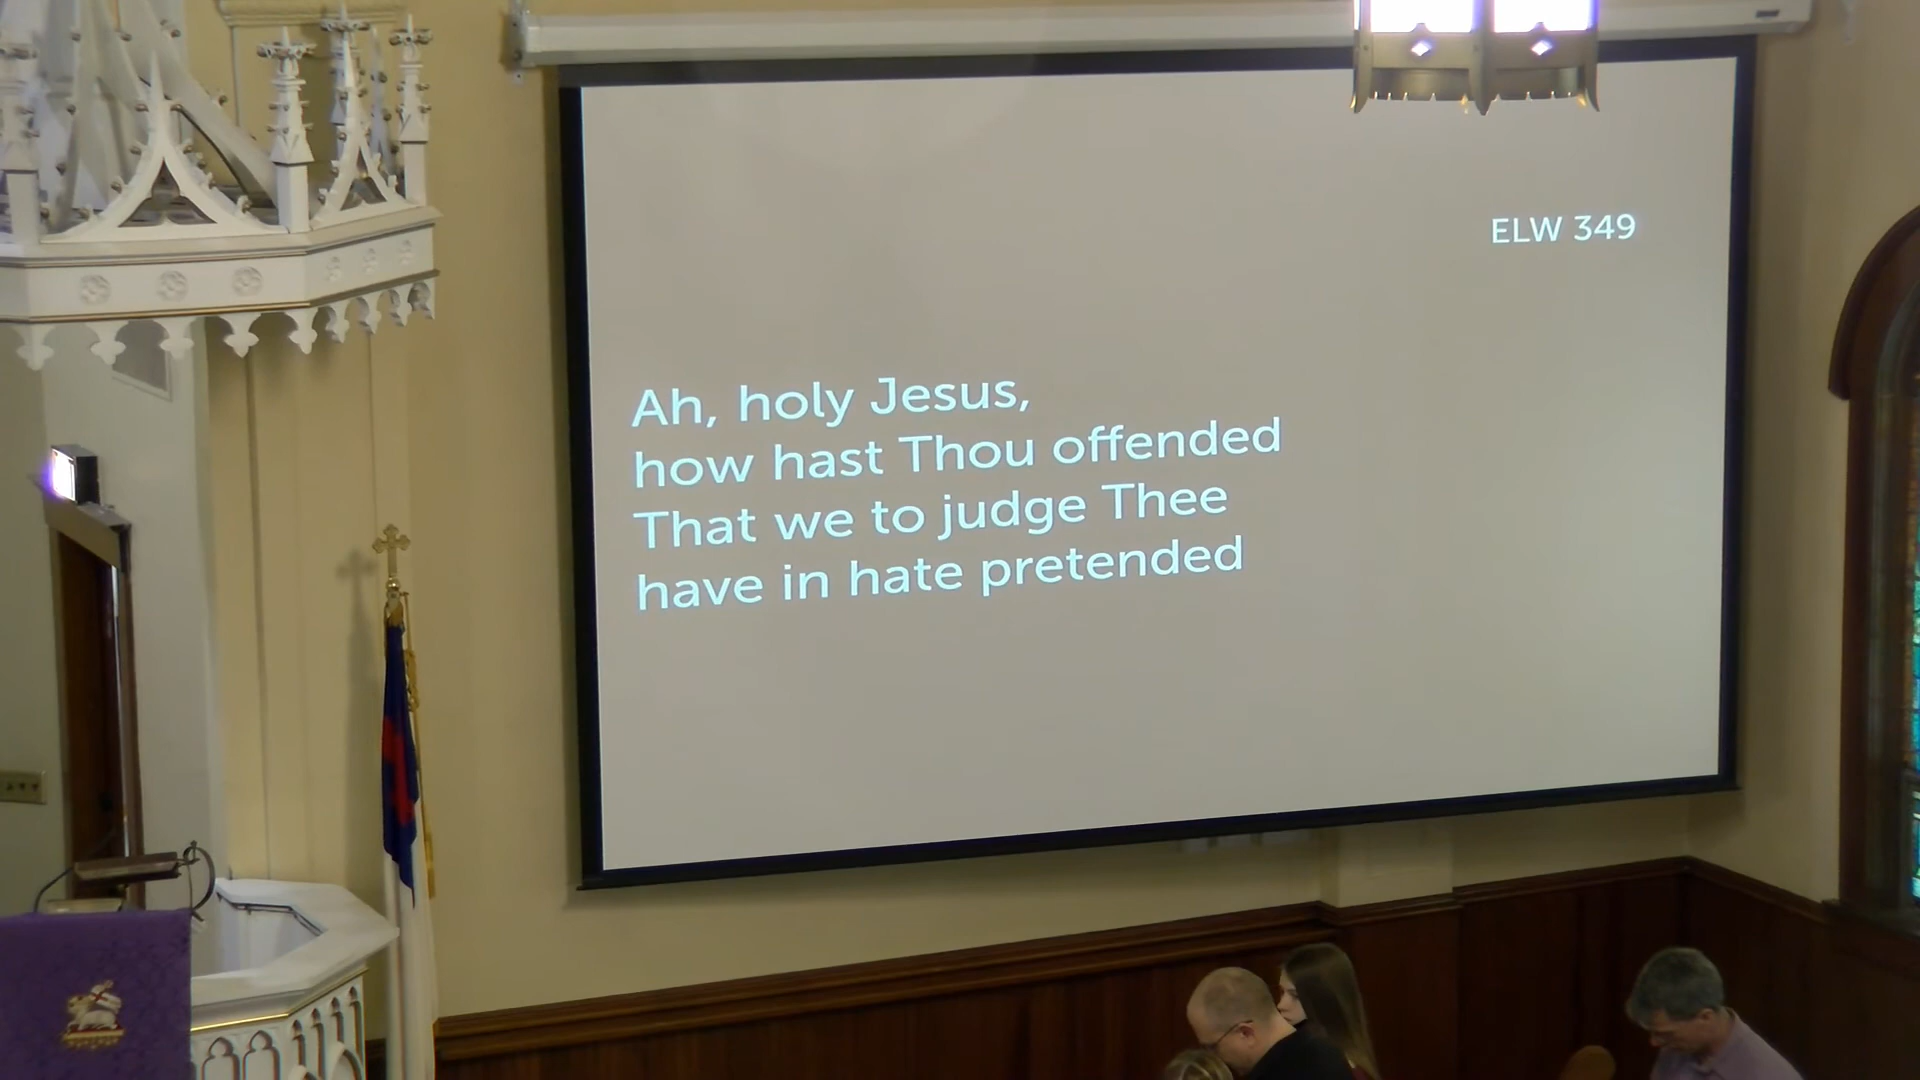 ELW 349
Ah, holy Jesus,
how hast Thou offended
That we to judge Thee
have in hate pretended